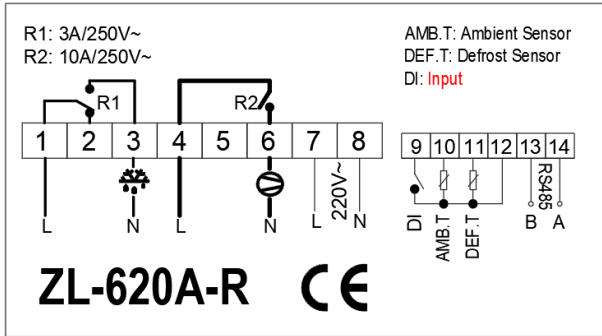 R1: 3A/250V~
R2: 10A/250V~
AMB.T: Ambient Sensor
DEF.T: Defrost Sensor
DI: Input
R1
R2
1 2 3 4 5 6 7 8
9 10 11 12 13 14
220V~
RS485
L N L N L N
DI AMB.T DEF.T B A
ZL-620A-R CE